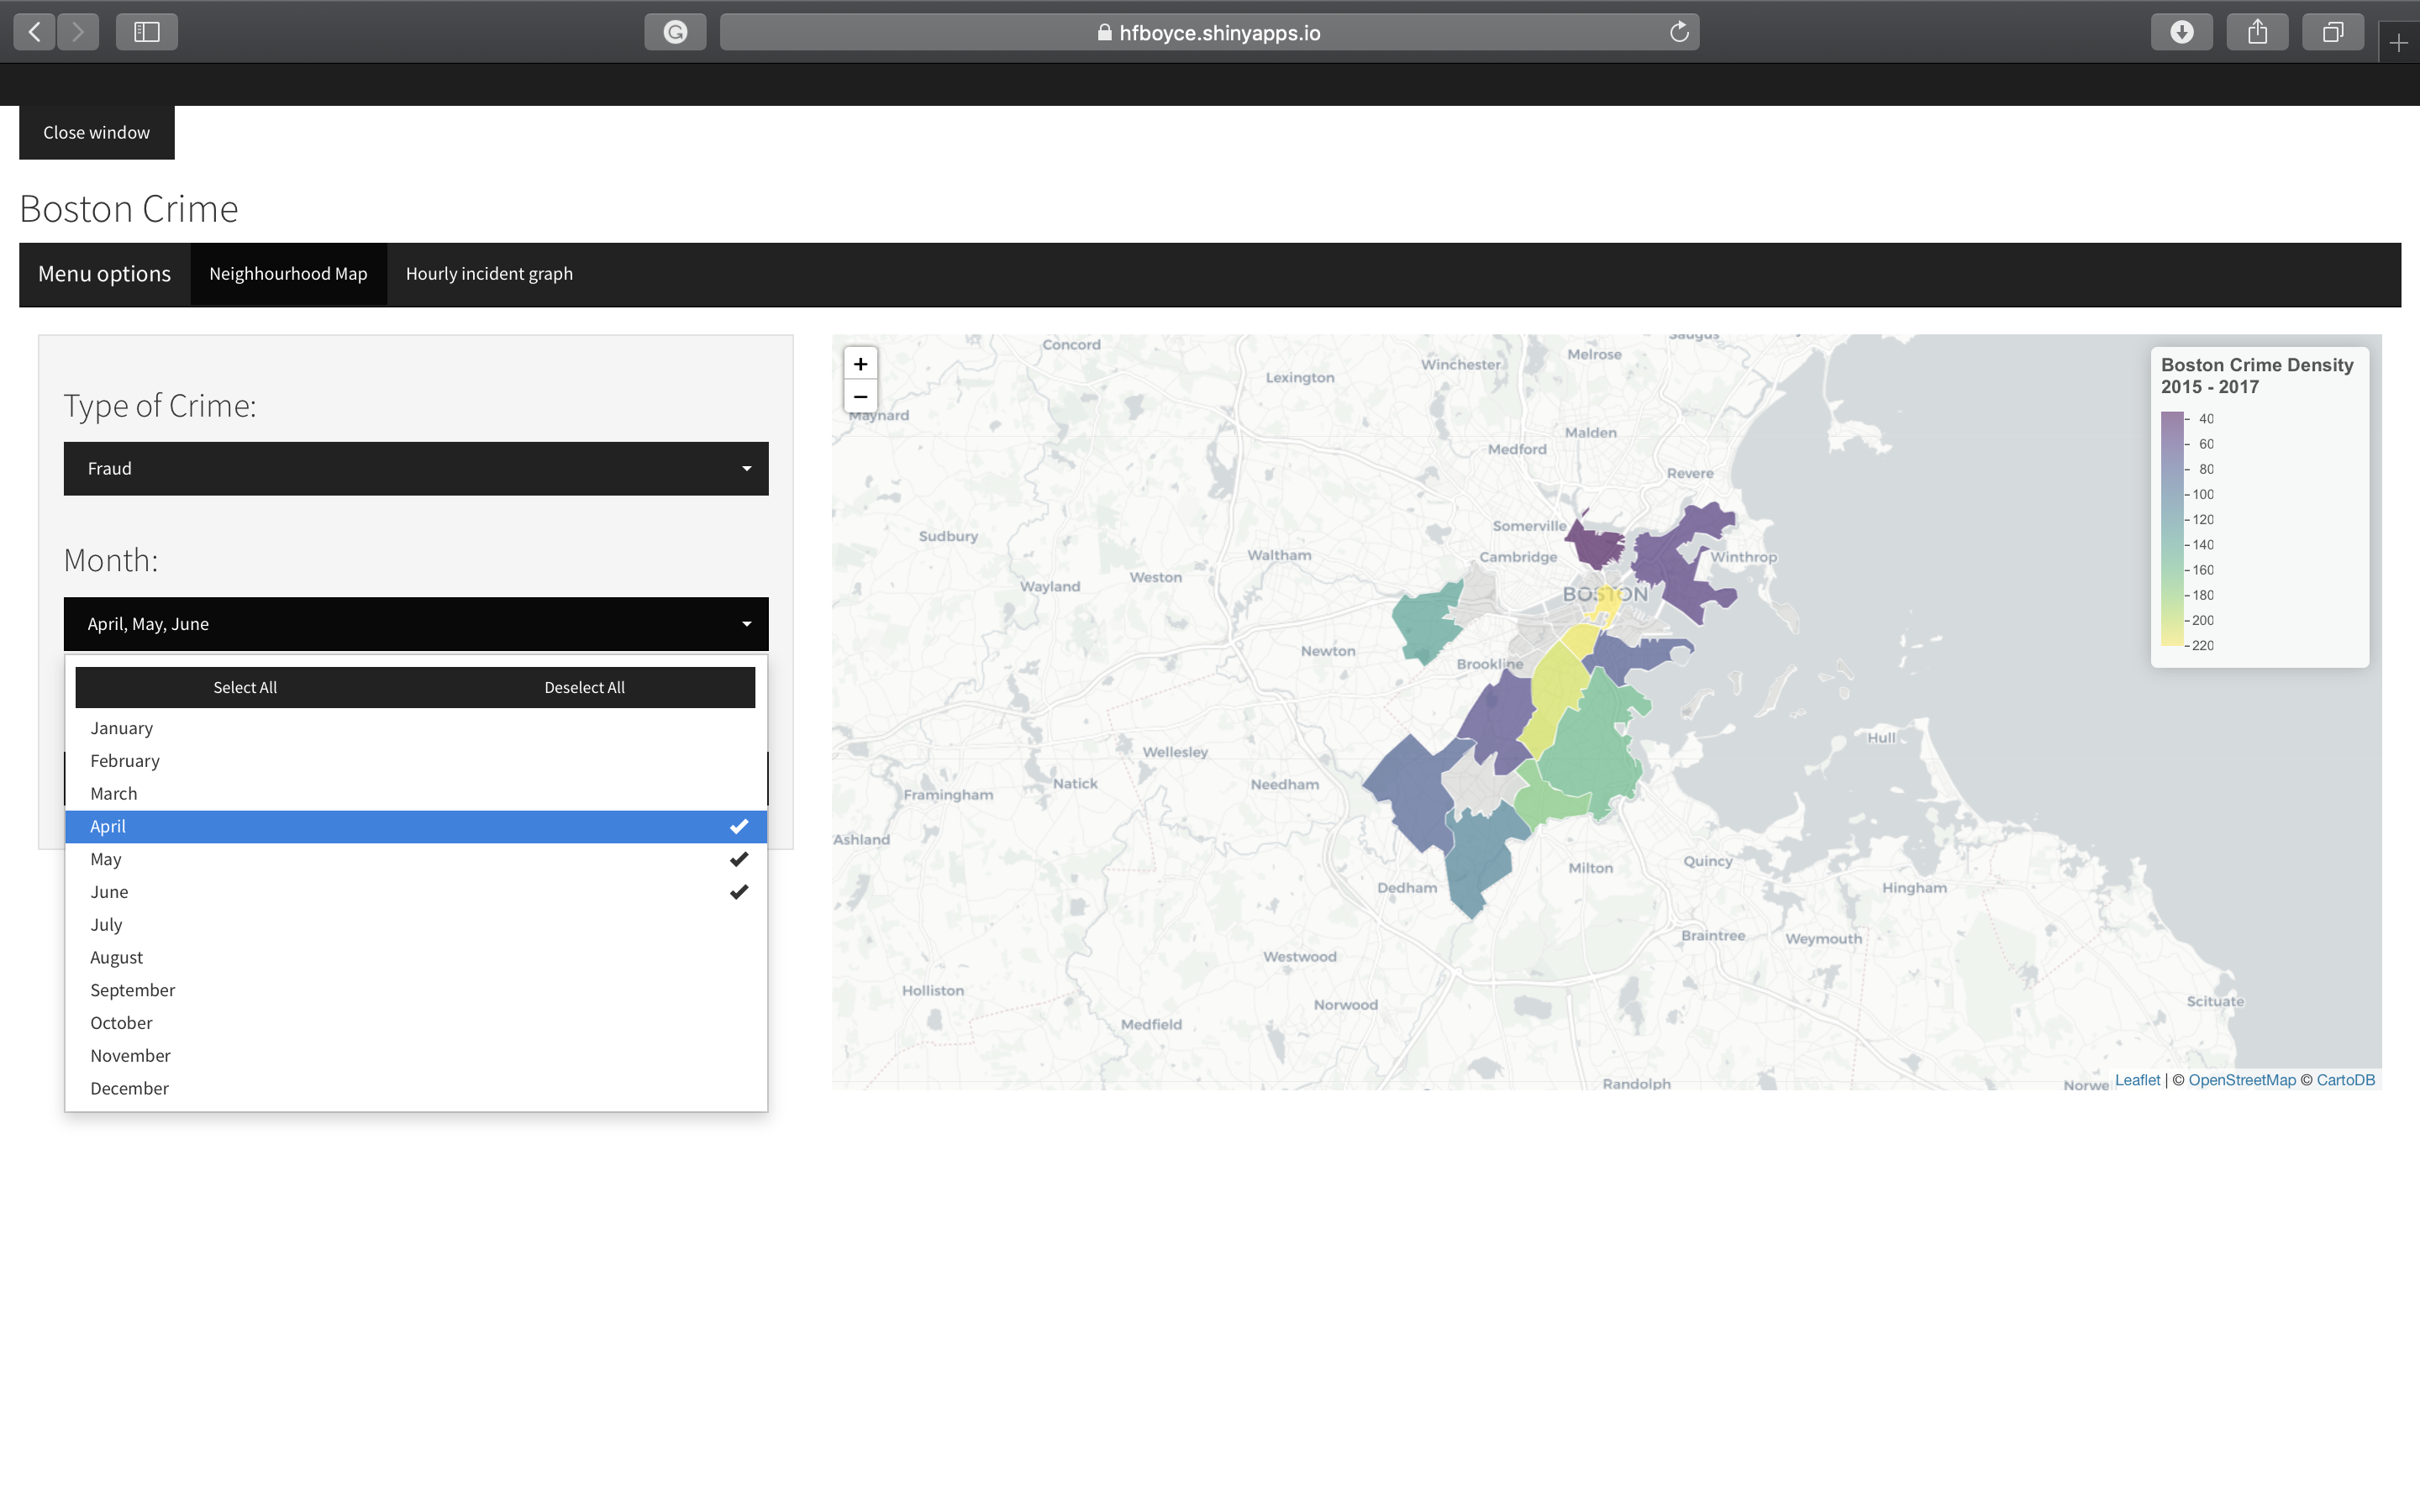 hfboyce.shinyapps.io
Close window
Boston Crime
Menu options
Neighbourhood Map
Hourly incident graph
Type of Crime:
Fraud
Month:
April, May, June
Select All
Deselect All
January
February
March
April
May
June
July
August
September
October
November
December
+
−
Boston Crime Density
2015 - 2017
40
60
80
100
120
140
160
180
200
220
Concord
Saugus
Melrose
Winchester
Lexington
Maynard
Malden
Medford
Revere
Somerville
Sudbury
Waltham
Cambridge
Winthrop
Weston
Wayland
BOSTON
Newton
Brookline
Hull
Wellesley
Natick
Needham
Framingham
Ashland
Quincy
Milton
Dedham
Hingham
Braintree
Weymouth
Westwood
Holliston
Scituate
Norwood
Medfield
Randolph
Norwe
Leaflet | © OpenStreetMap © CartoDB